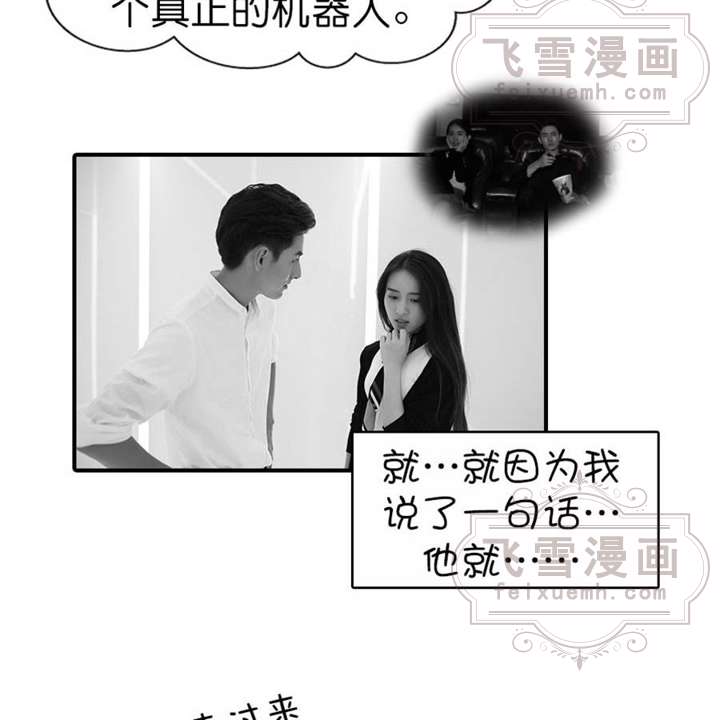 个真正的机器人。
飞雪漫画
feixuemh.com
就…就因为我
说了一句话…
他就……
飞雪漫画
feixuemh.com
过来